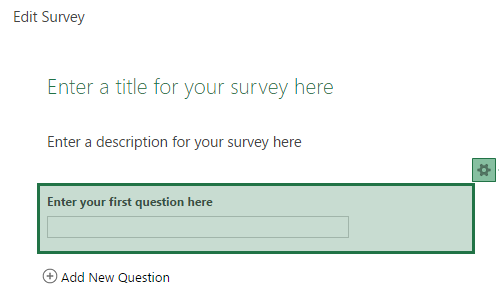 Edit Survey
Enter a title for your survey here
Enter a description for your survey here
Enter your first question here
Add New Question